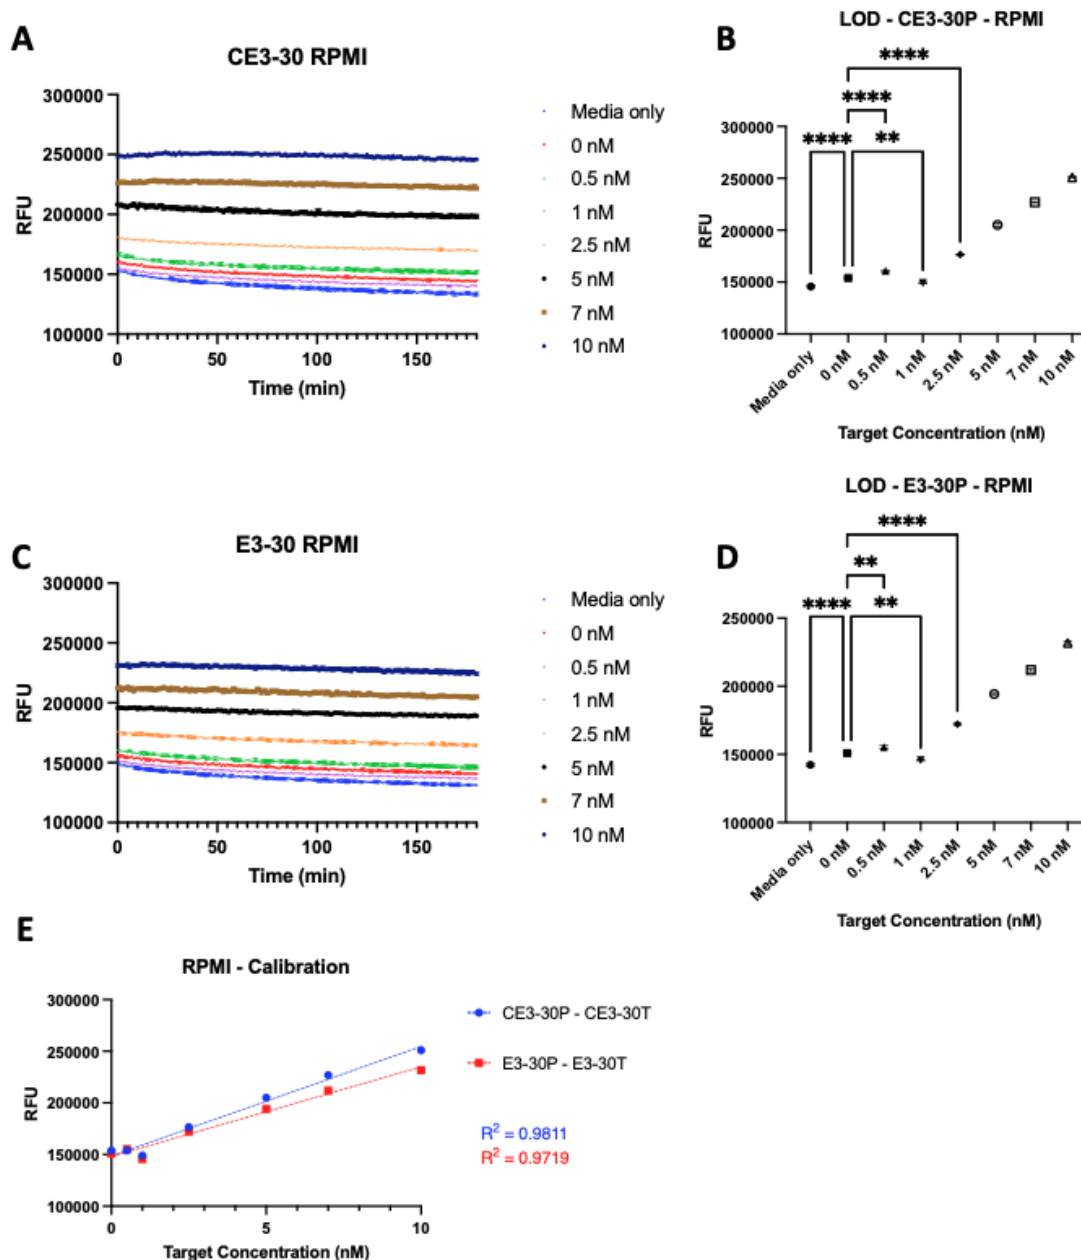 A
CE3-30 RPMI
300000
250000
200000
150000
100000
RFU
0
50
100
150
Time (min)
Media only
0 nM
0.5 nM
1 nM
2.5 nM
5 nM
7 nM
10 nM
B
LOD - CE3-30P - RPMI
****
****
**** **
300000
250000
200000
150000
100000
RFU
Media only
0 nM
0.5 nM
1 nM
2.5 nM
5 nM
7 nM
10 nM
Target Concentration (nM)
C
E3-30 RPMI
300000
250000
200000
150000
100000
RFU
0
50
100
150
Time (min)
Media only
0 nM
0.5 nM
1 nM
2.5 nM
5 nM
7 nM
10 nM
D
LOD - E3-30P - RPMI
****
**
**** **
250000
200000
150000
100000
RFU
Media only
0 nM
0.5 nM
1 nM
2.5 nM
5 nM
7 nM
10 nM
Target Concentration (nM)
E
RPMI - Calibration
300000
250000
200000
150000
100000
RFU
0
5
10
Target Concentration (nM)
CE3-30P - CE3-30T
E3-30P - E3-30T
R² = 0.9811
R² = 0.9719